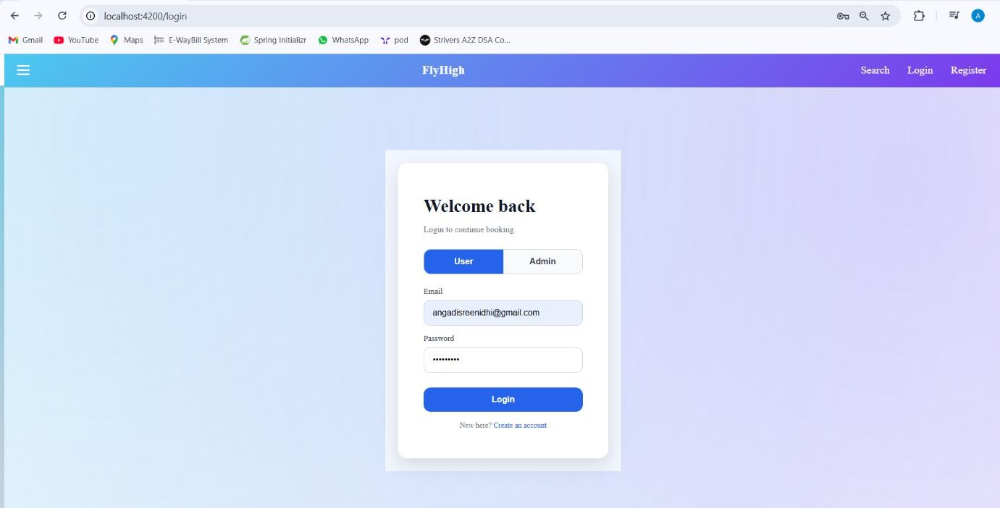 localhost:4200/login
A
Gmail YouTube Maps E-WayBill System Spring Initializr WhatsApp pod TUF Strivers A2Z DSA Co...
FlyHigh Search Login Register
Welcome back
Login to continue booking.
User Admin
Email
angadisreenidhi@gmail.com
Password
•••••••••
Login
New here? Create an account